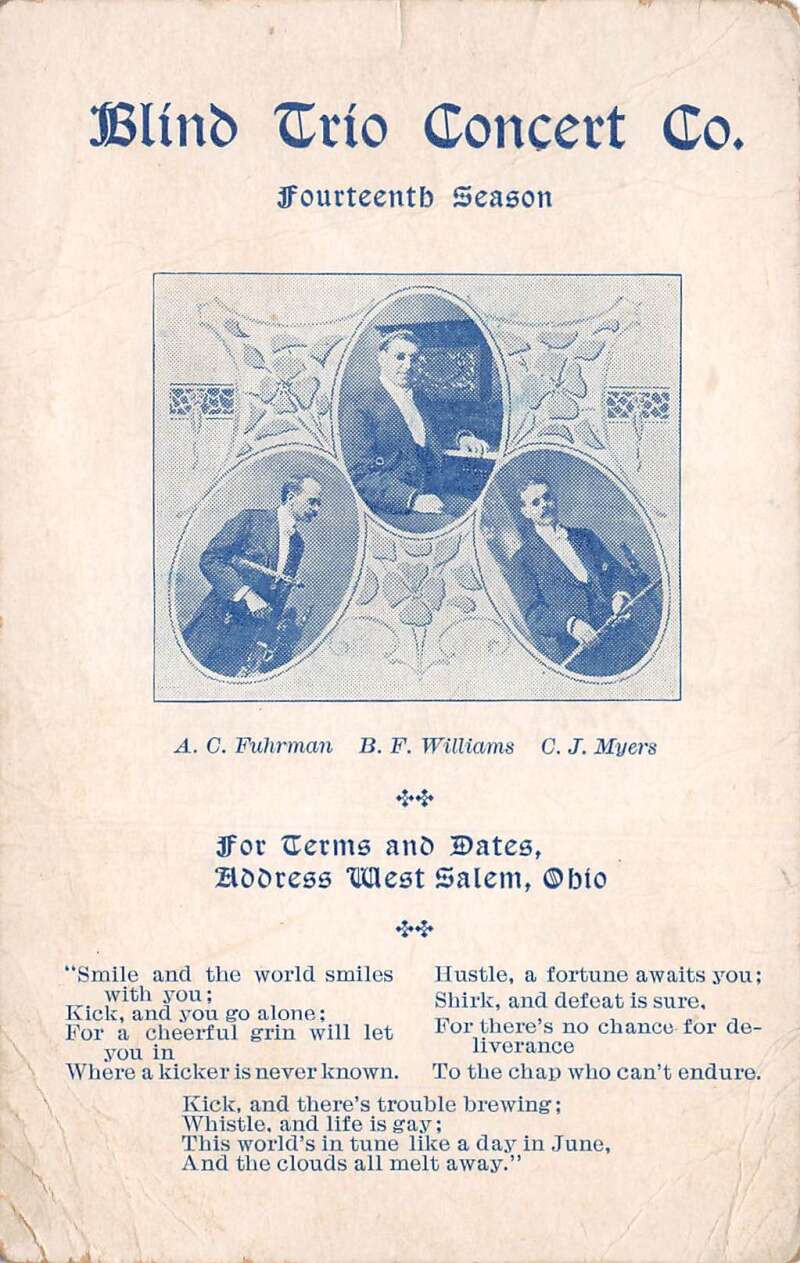 Blind Trio Concert Co.
Fourteenth Season
A. C. Fuhrman B. F. Williams C. J. Myers
For Terms and Dates,
Address West Salem, Ohio
"Smile and the world smiles
with you;
Kick, and you go alone;
For a cheerful grin will let
you in
Where a kicker is never known.
Hustle, a fortune awaits you;
Shirk, and defeat is sure,
For there's no chance for de-
liverance
To the chap who can't endure.
Kick, and there's trouble brewing;
Whistle, and life is gay;
This world's in tune like a day in June,
And the clouds all melt away."